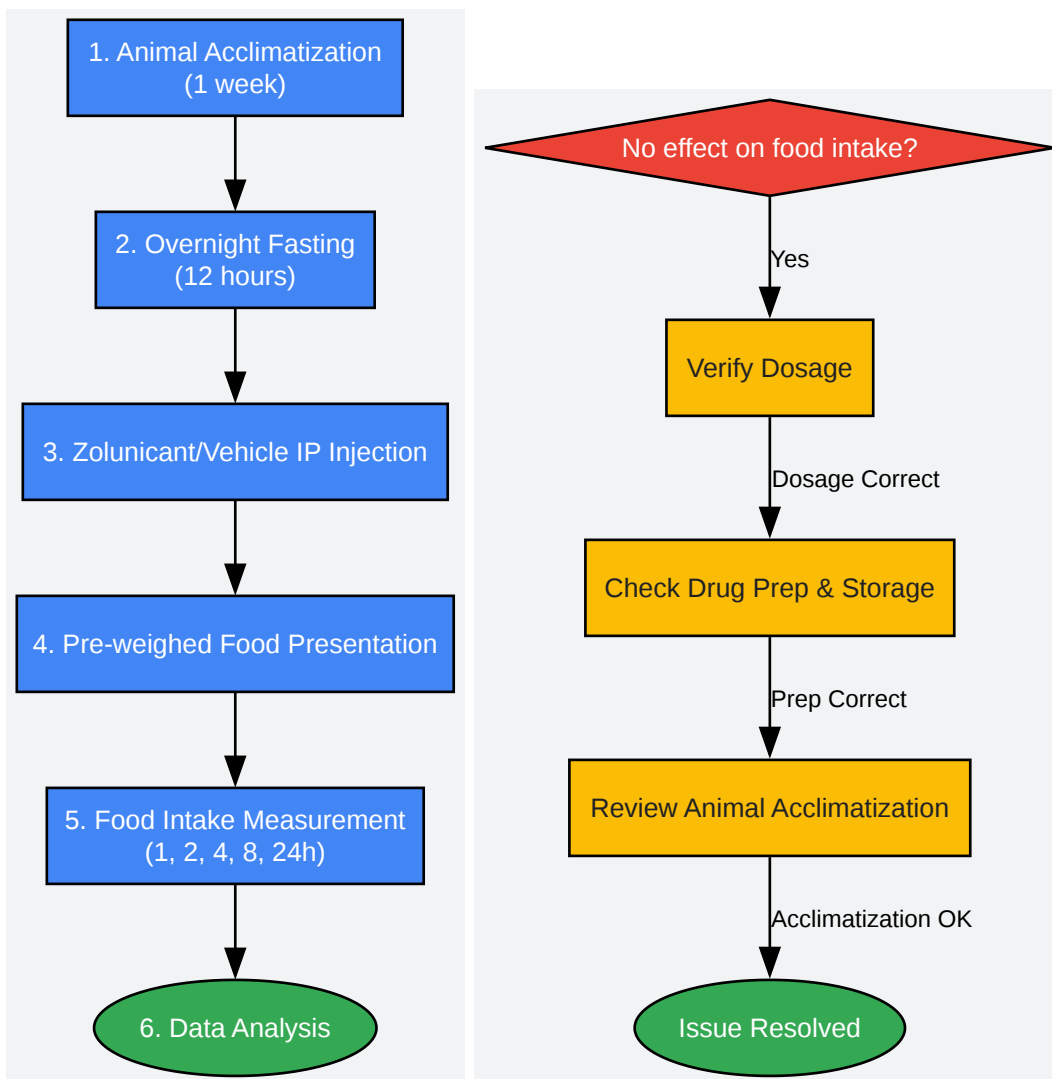 1. Animal Acclimatization
(1 week)
2. Overnight Fasting
(12 hours)
3. Zolunicant/Vehicle IP Injection
4. Pre-weighed Food Presentation
5. Food Intake Measurement
(1, 2, 4, 8, 24h)
6. Data Analysis
No effect on food intake?
Yes
Verify Dosage
Dosage Correct
Check Drug Prep & Storage
Prep Correct
Review Animal Acclimatization
Acclimatization OK
Issue Resolved